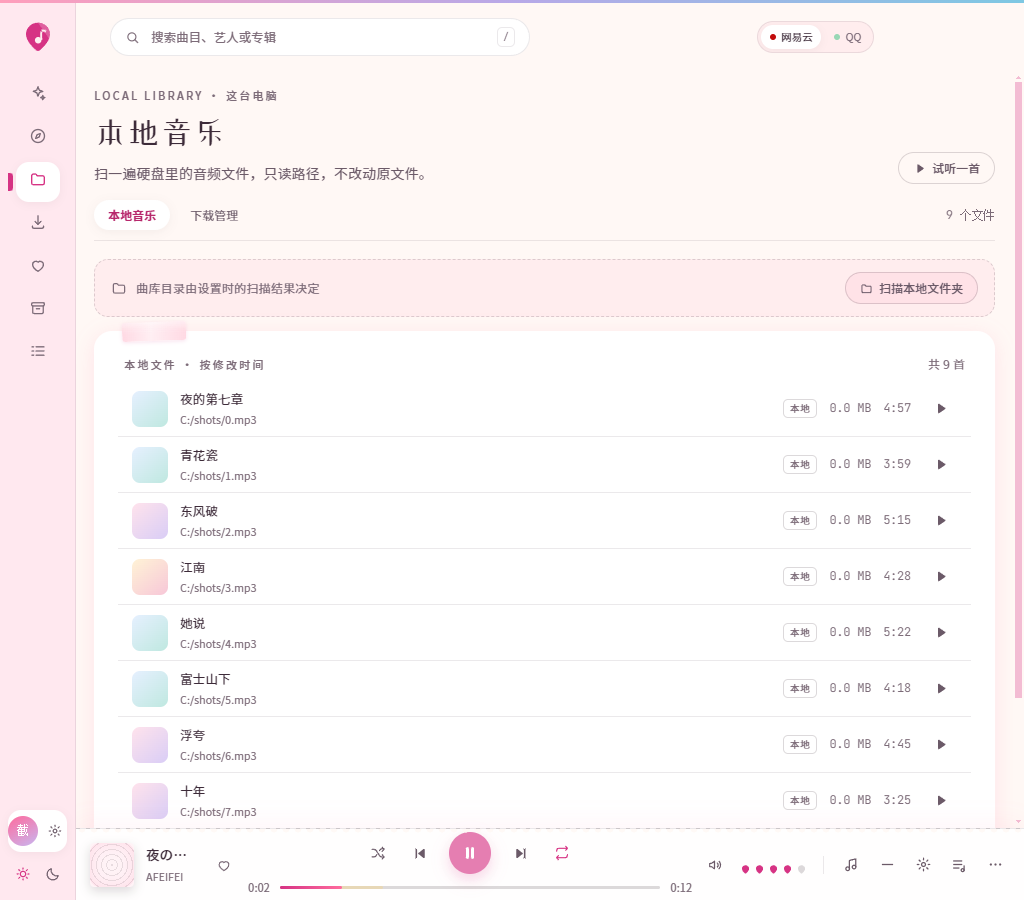 搜索曲目、艺人或专辑
/
网易云
QQ
LOCAL LIBRARY • 这台电脑
本地音乐
扫一遍硬盘里的音频文件，只读路径，不改动原文件。
试听一首
本地音乐
下载管理
9 个文件
曲库目录由设置时的扫描结果决定
扫描本地文件夹
本地文件 • 按修改时间
共 9 首
夜的第七章
C:/shots/0.mp3
本地 0.0 MB 4:57
青花瓷
C:/shots/1.mp3
本地 0.0 MB 3:59
东风破
C:/shots/2.mp3
本地 0.0 MB 5:15
江南
C:/shots/3.mp3
本地 0.0 MB 4:28
她说
C:/shots/4.mp3
本地 0.0 MB 5:22
富士山下
C:/shots/5.mp3
本地 0.0 MB 4:18
浮夸
C:/shots/6.mp3
本地 0.0 MB 4:45
十年
C:/shots/7.mp3
本地 0.0 MB 3:25
截
夜の…
AFEIFEI
0:02
0:12